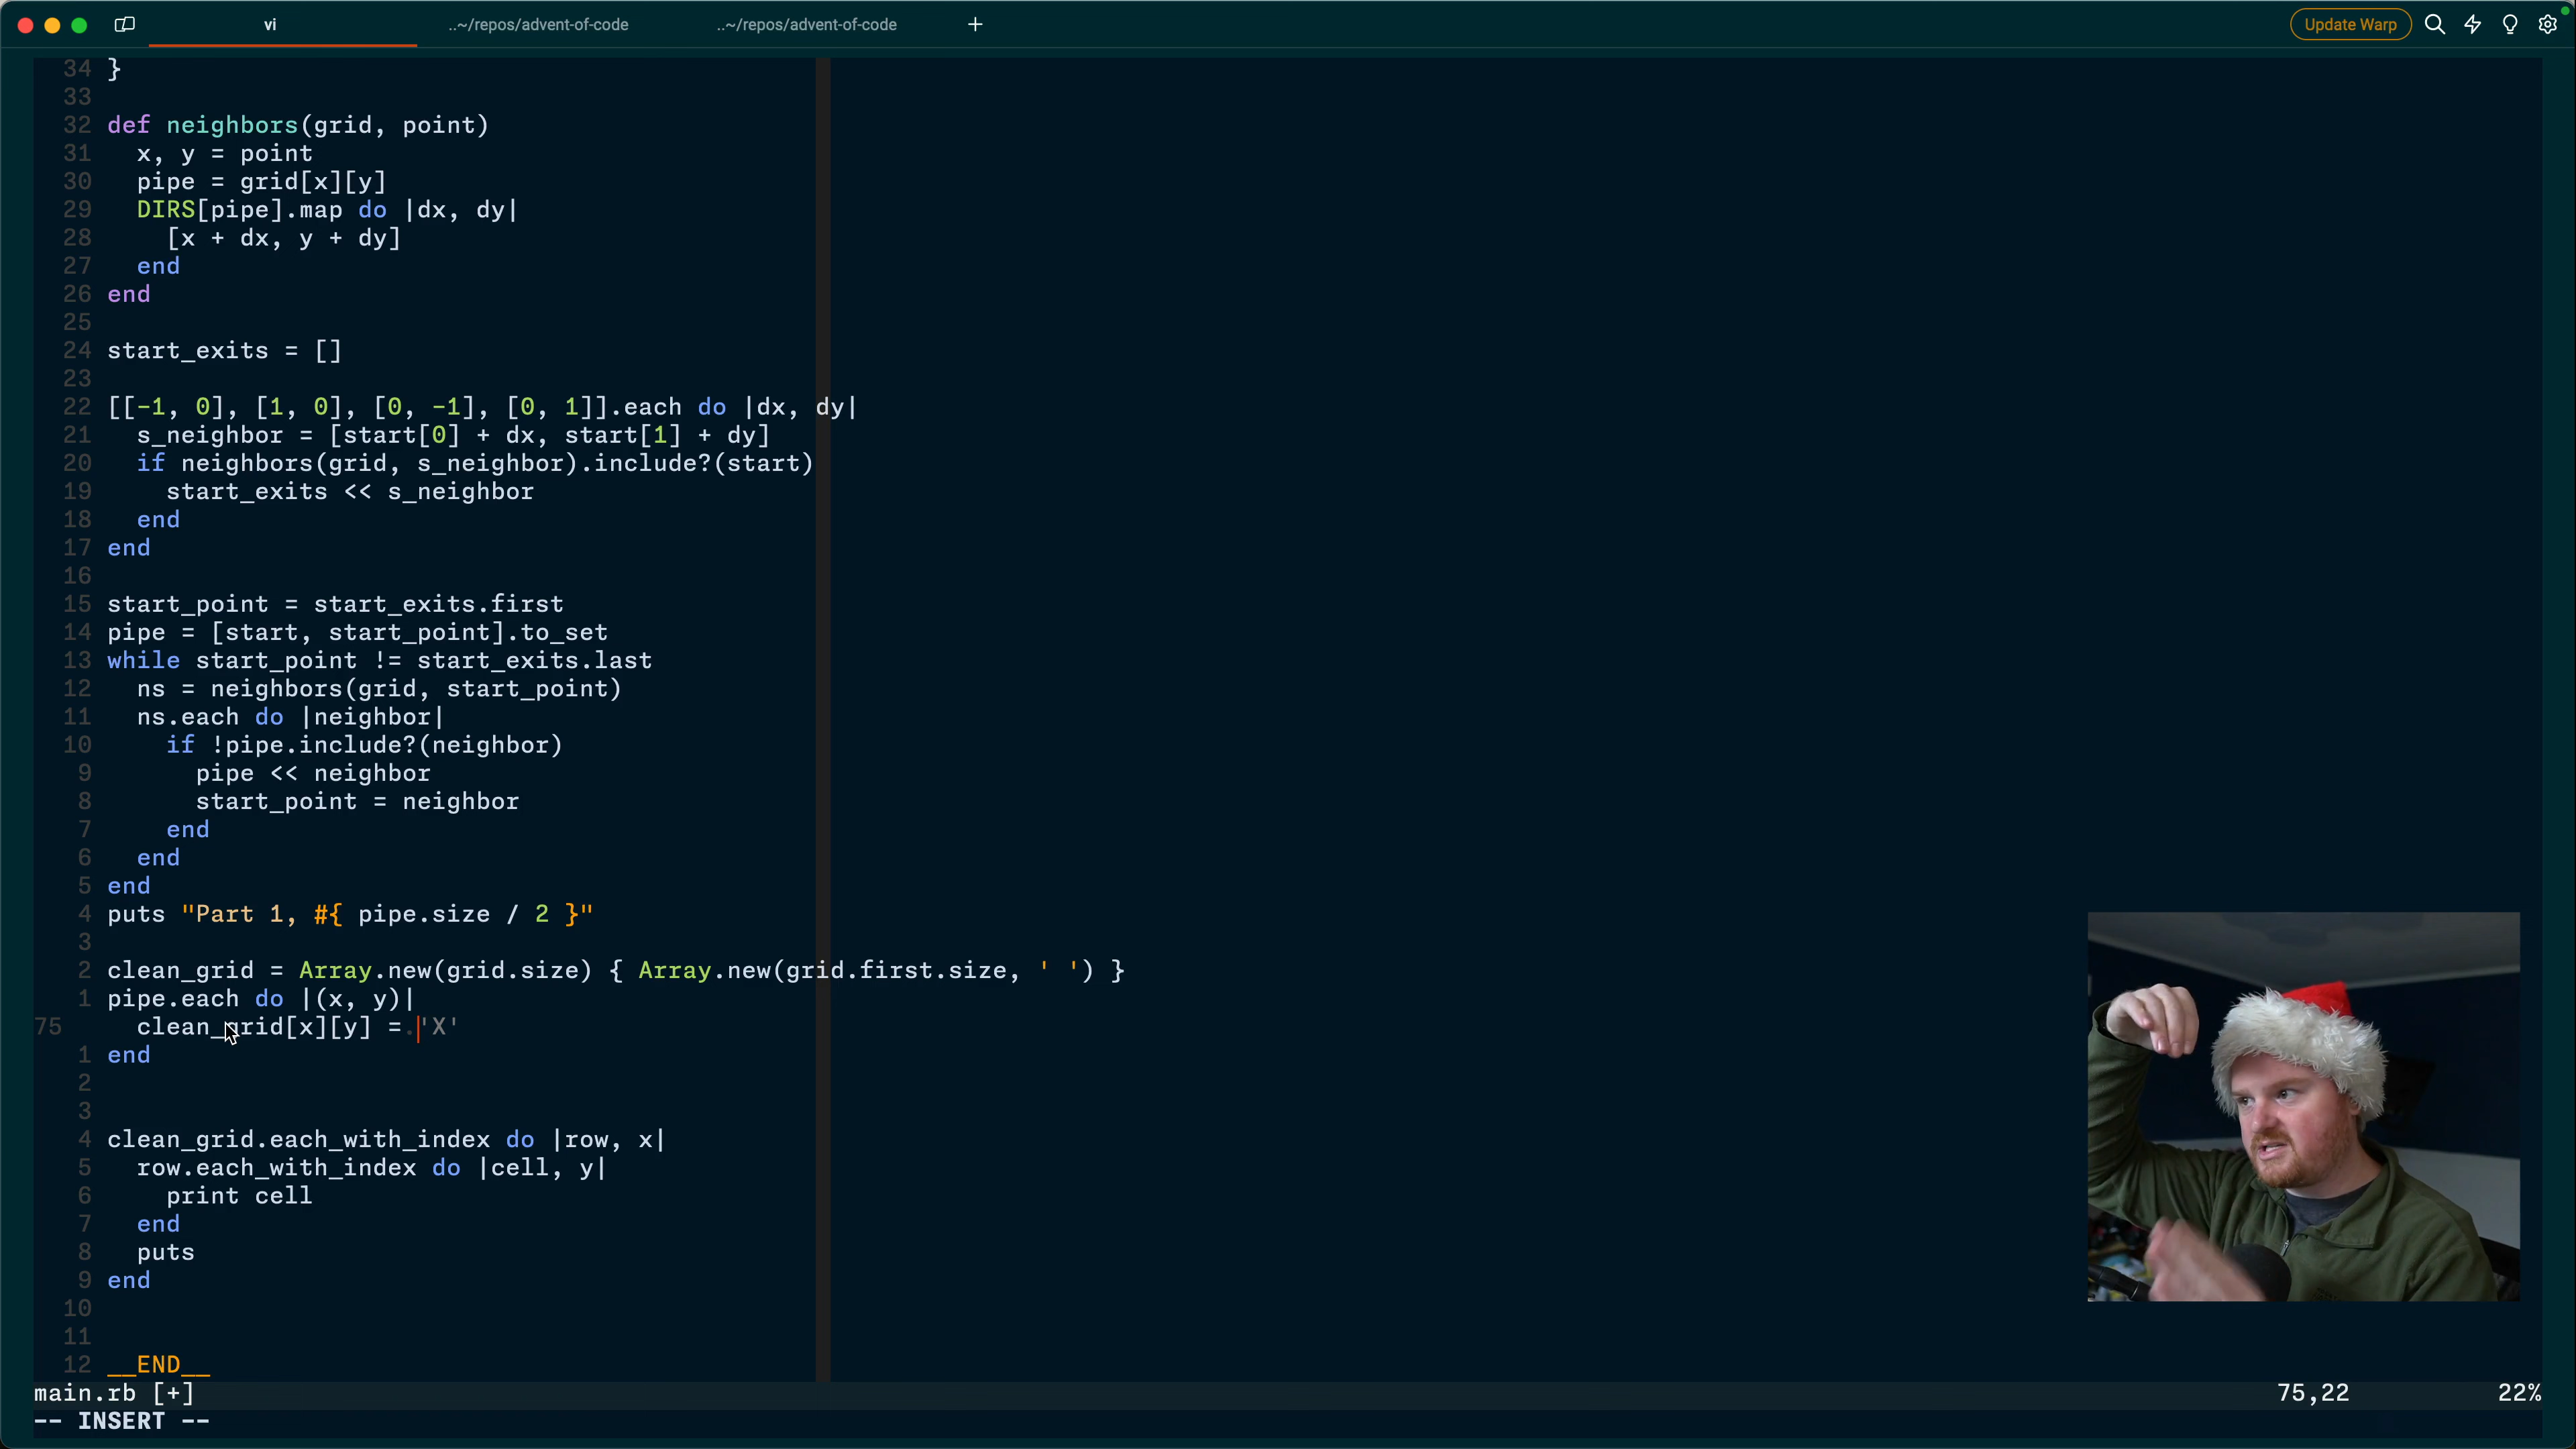 vi ..~/repos/advent-of-code ..~/repos/advent-of-code + Update Warp
34 }
33
32 def neighbors(grid, point)
31   x, y = point
30   pipe = grid[x][y]
29   DIRS[pipe].map do |dx, dy|
28     [x + dx, y + dy]
27   end
26 end
25
24 start_exits = []
23
22 [[-1, 0], [1, 0], [0, -1], [0, 1]].each do |dx, dy|
21   s_neighbor = [start[0] + dx, start[1] + dy]
20   if neighbors(grid, s_neighbor).include?(start)
19     start_exits << s_neighbor
18   end
17 end
16
15 start_point = start_exits.first
14 pipe = [start, start_point].to_set
13 while start_point != start_exits.last
12   ns = neighbors(grid, start_point)
11   ns.each do |neighbor|
10     if !pipe.include?(neighbor)
9       pipe << neighbor
8       start_point = neighbor
7     end
6   end
5 end
4 puts "Part 1, #{ pipe.size / 2 }"
3
2 clean_grid = Array.new(grid.size) { Array.new(grid.first.size, ' ') }
1 pipe.each do |(x, y)|
75   clean_grid[x][y] =.'X'
1 end
2
3
4 clean_grid.each_with_index do |row, x|
5   row.each_with_index do |cell, y|
6     print cell
7   end
8   puts
9 end
10
11
12 __END__
main.rb [+] 75,22 22%
-- INSERT --